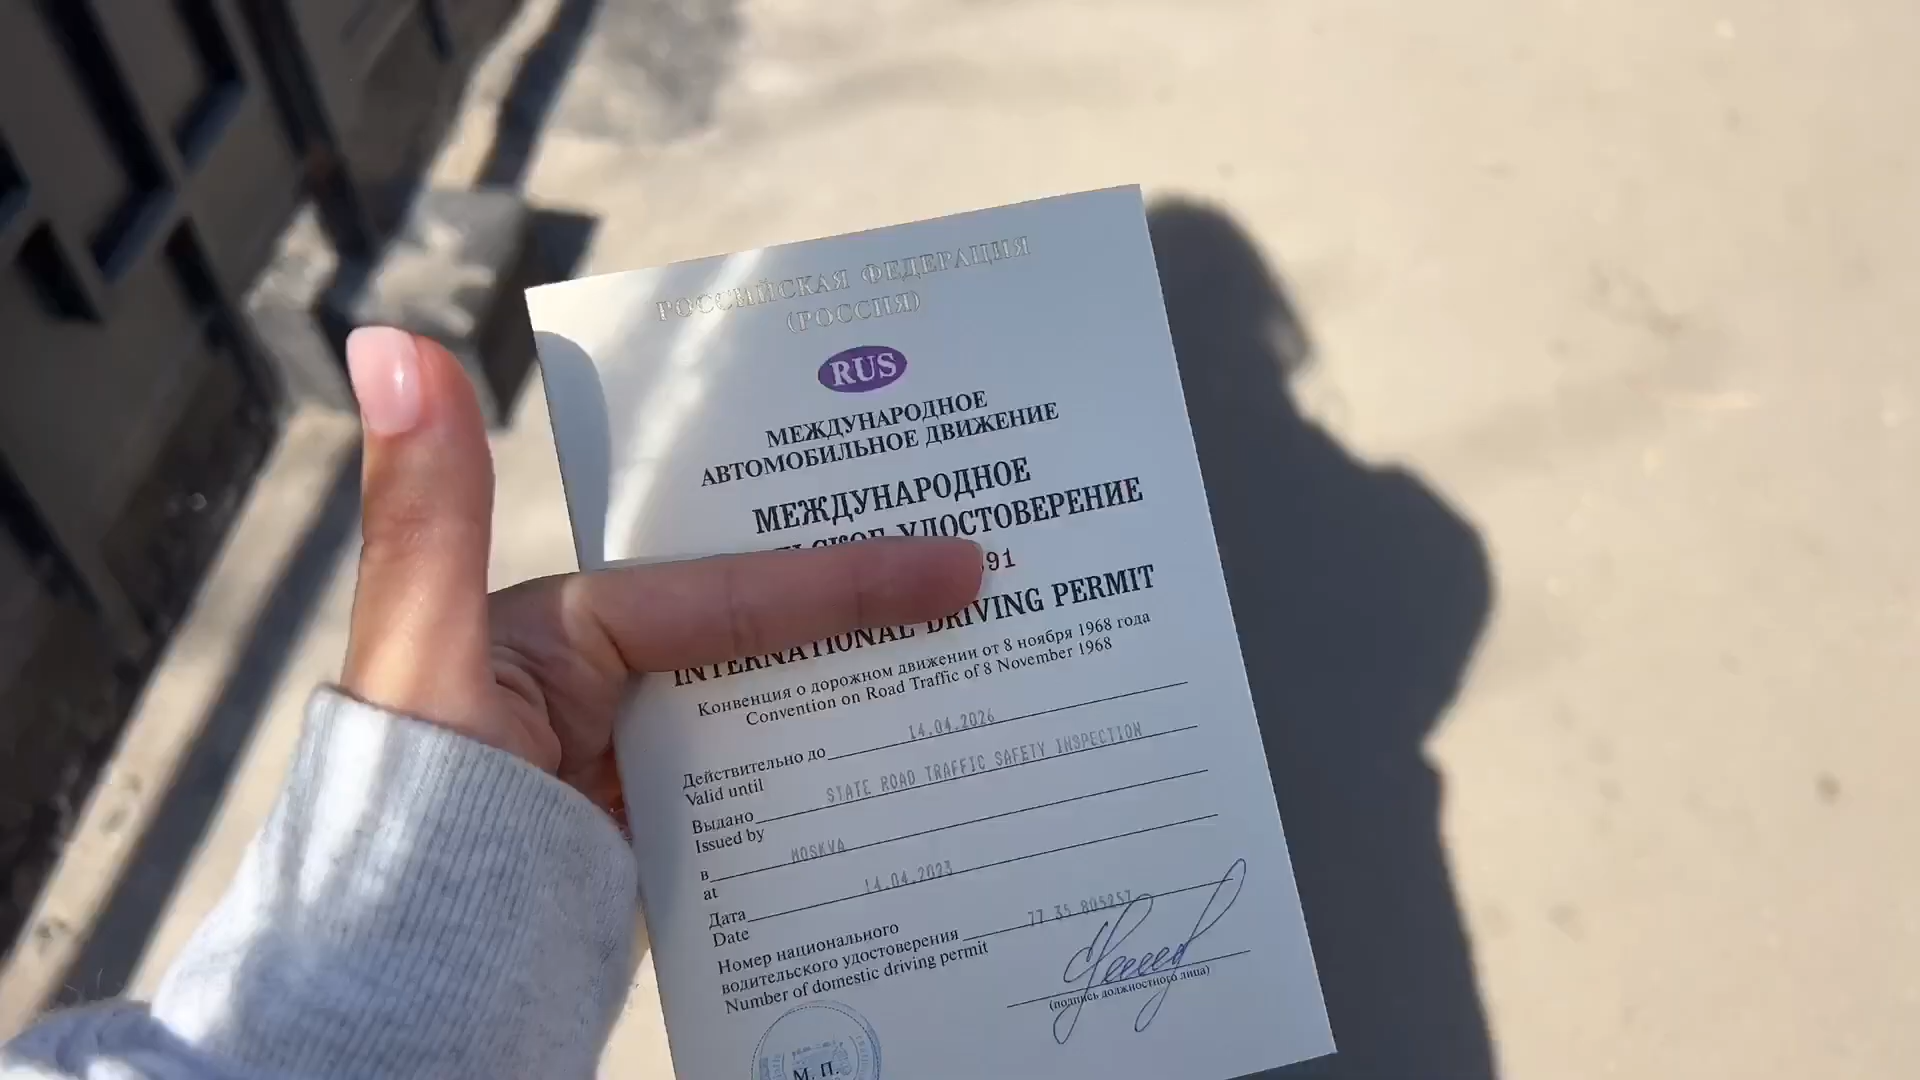 РОССИЙСКАЯ ФЕДЕРАЦИЯ
(РОССИЯ)
RUS
МЕЖДУНАРОДНОЕ
АВТОМОБИЛЬНОЕ ДВИЖЕНИЕ
МЕЖДУНАРОДНОЕ
УДОСТОВЕРЕНИЕ
91
INTERNATIONAL DRIVING PERMIT
Конвенция о дорожном движении от 8 ноября 1968 года
Convention on Road Traffic of 8 November 1968
Действительно до 14.04.2026
Valid until
Выдано STATE ROAD TRAFFIC SAFETY INSPECTION
Issued by
в MOSKVA
at
Дата 14.04.2023
Date
Номер национального
водительского удостоверения 77 35 805257
Number of domestic driving permit
(подпись должностного лица)
М. П.